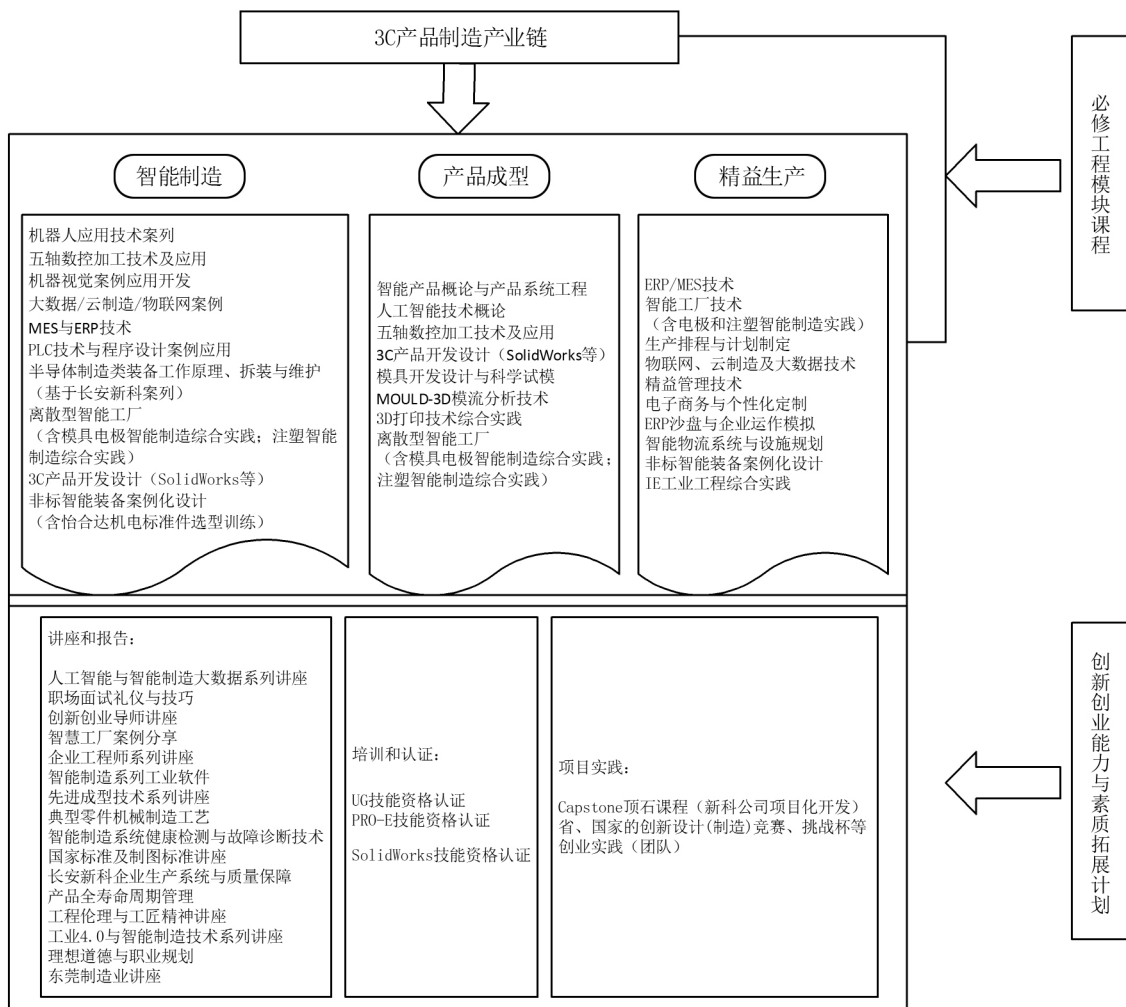 3C产品制造产业链
必修工程模块课程
智能制造
产品成型
精益生产
机器人应用技术案列
五轴数控加工技术及应用
机器视觉案例应用开发
大数据/云制造/物联网案例
MES与ERP技术
PLC技术与程序设计案例应用
半导体制造类装备工作原理、拆装与维护
（基于长安新科案列）
离散型智能工厂
（含模具电极智能制造综合实践；注塑智能
制造综合实践）
3C产品开发设计（SolidWorks等）
非标智能装备案例化设计
（含怡合达机电标准件选型训练）
智能产品概论与产品系统工程
人工智能技术概论
五轴数控加工技术及应用
3C产品开发设计（SolidWorks等）
模具开发设计与科学试模
MOULD-3D模流分析技术
3D打印技术综合实践
离散型智能工厂
（含模具电极智能制造综合实践；
注塑智能制造综合实践）
ERP/MES技术
智能工厂技术
（含电极和注塑智能制造实践）
生产排程与计划制定
物联网、云制造及大数据技术
精益管理技术
电子商务与个性化定制
ERP沙盘与企业运作模拟
智能物流系统与设施规划
非标智能装备案例化设计
IE工业工程综合实践
讲座和报告：
人工智能与智能制造大数据系列讲座
职场面试礼仪与技巧
创新创业导师讲座
智慧工厂案例分享
企业工程师系列讲座
智能制造系列工业软件
先进成型技术系列讲座
典型零件机械制造工艺
智能制造系统健康检测与故障诊断技术
国家标准及制图标准讲座
长安新科企业生产系统与质量保障
产品全寿命周期管理
工程伦理与工匠精神讲座
工业4.0与智能制造技术系列讲座
理想道德与职业规划
东莞制造业讲座
培训和认证：
UG技能资格认证
PRO-E技能资格认证
SolidWorks技能资格认证
项目实践：
Capstone顶石课程（新科公司项目化开发）
省、国家的创新设计(制造)竞赛、挑战杯等
创业实践（团队）
创新创业能力与素质拓展计划